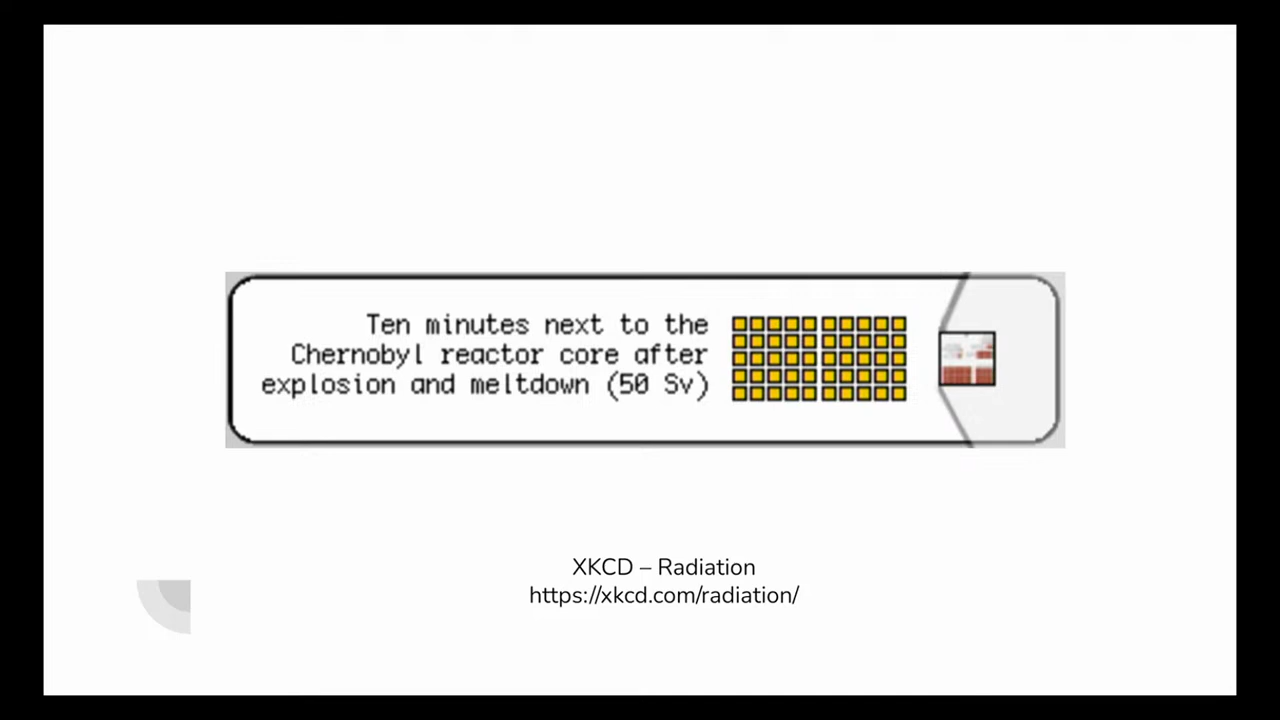 Ten minutes next to the
Chernobyl reactor core after
explosion and meltdown (50 Sv)
XKCD – Radiation
https://xkcd.com/radiation/